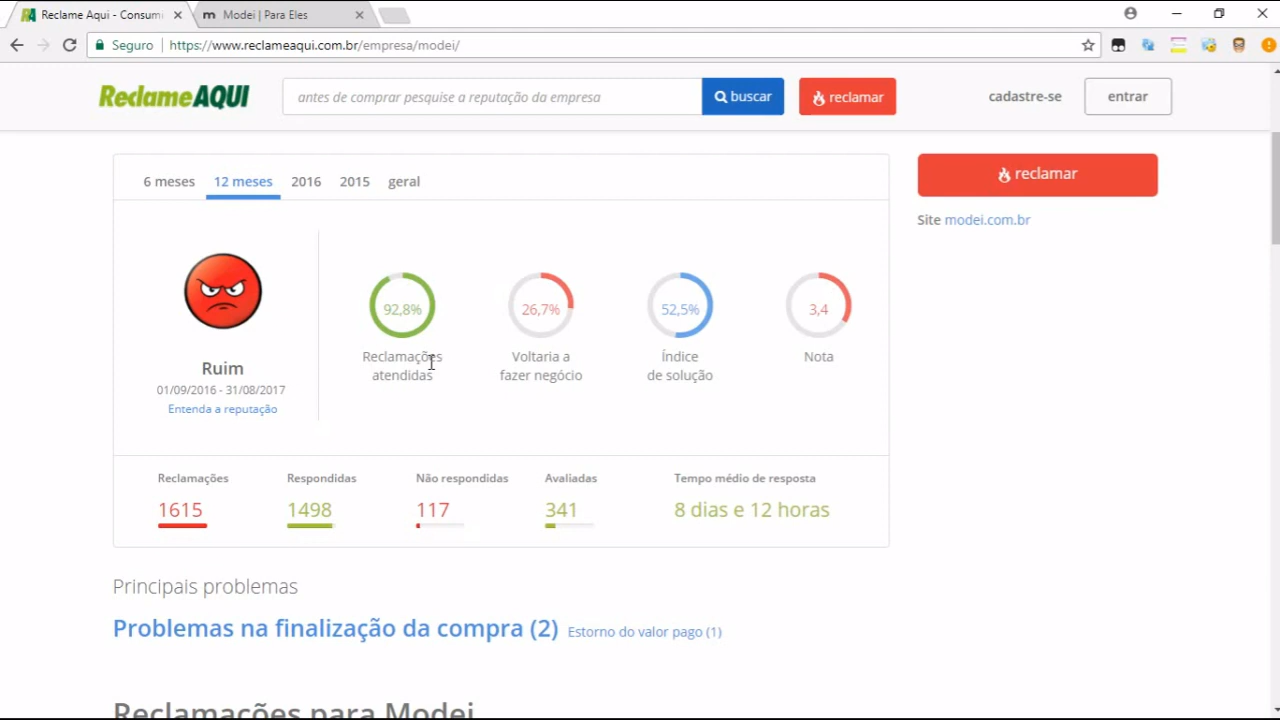 Reclame Aqui - Consumi
Modei | Para Eles
Seguro
https://www.reclameaqui.com.br/empresa/modei/
ReclameAQUI
antes de comprar pesquise a reputação da empresa
buscar
reclamar
cadastre-se
entrar
6 meses
12 meses
2016
2015
geral
reclamar
Site modei.com.br
92,8%
26,7%
52,5%
3,4
Reclamações
atendidas
Voltaria a
fazer negócio
Índice
de solução
Nota
Ruim
01/09/2016 - 31/08/2017
Entenda a reputação
Reclamações
Respondidas
Não respondidas
Avaliadas
Tempo médio de resposta
1615
1498
117
341
8 dias e 12 horas
Principais problemas
Problemas na finalização da compra (2)
Estorno do valor pago (1)
Reclamações para Modei